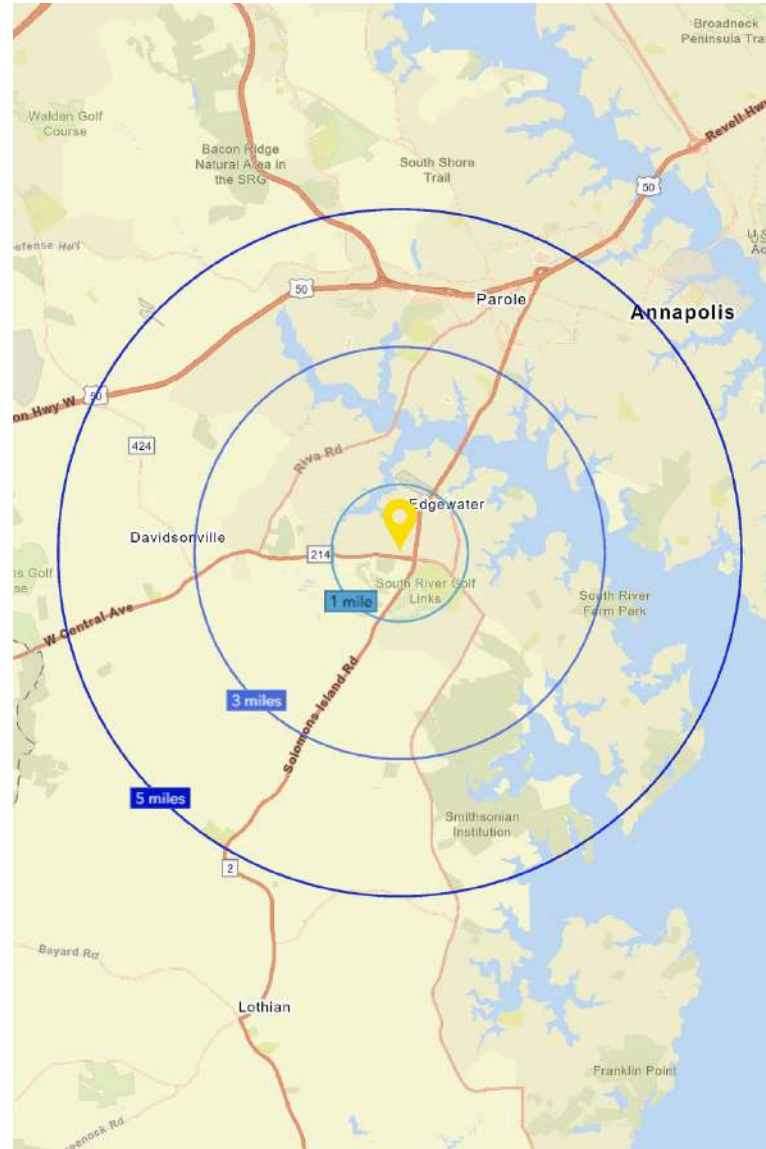 Broadneck
Peninsula Tra
Walden Golf
Course
Revell Hwy
Bacon Ridge
Natural Area in
the SRG
South Shore
Trail
50
efense Hwy
50
Parole
Annapolis
50
on Hwy W
424
Riva Rd
Edgewater
Davidsonville
214
South River Golf
Links
1 mile
South River
Farm Park
W Central Ave
Solomons Island Rd
3 miles
5 miles
Smithsonian
Institution
2
Bayard Rd
Lothian
Franklin Point
eenock Rd